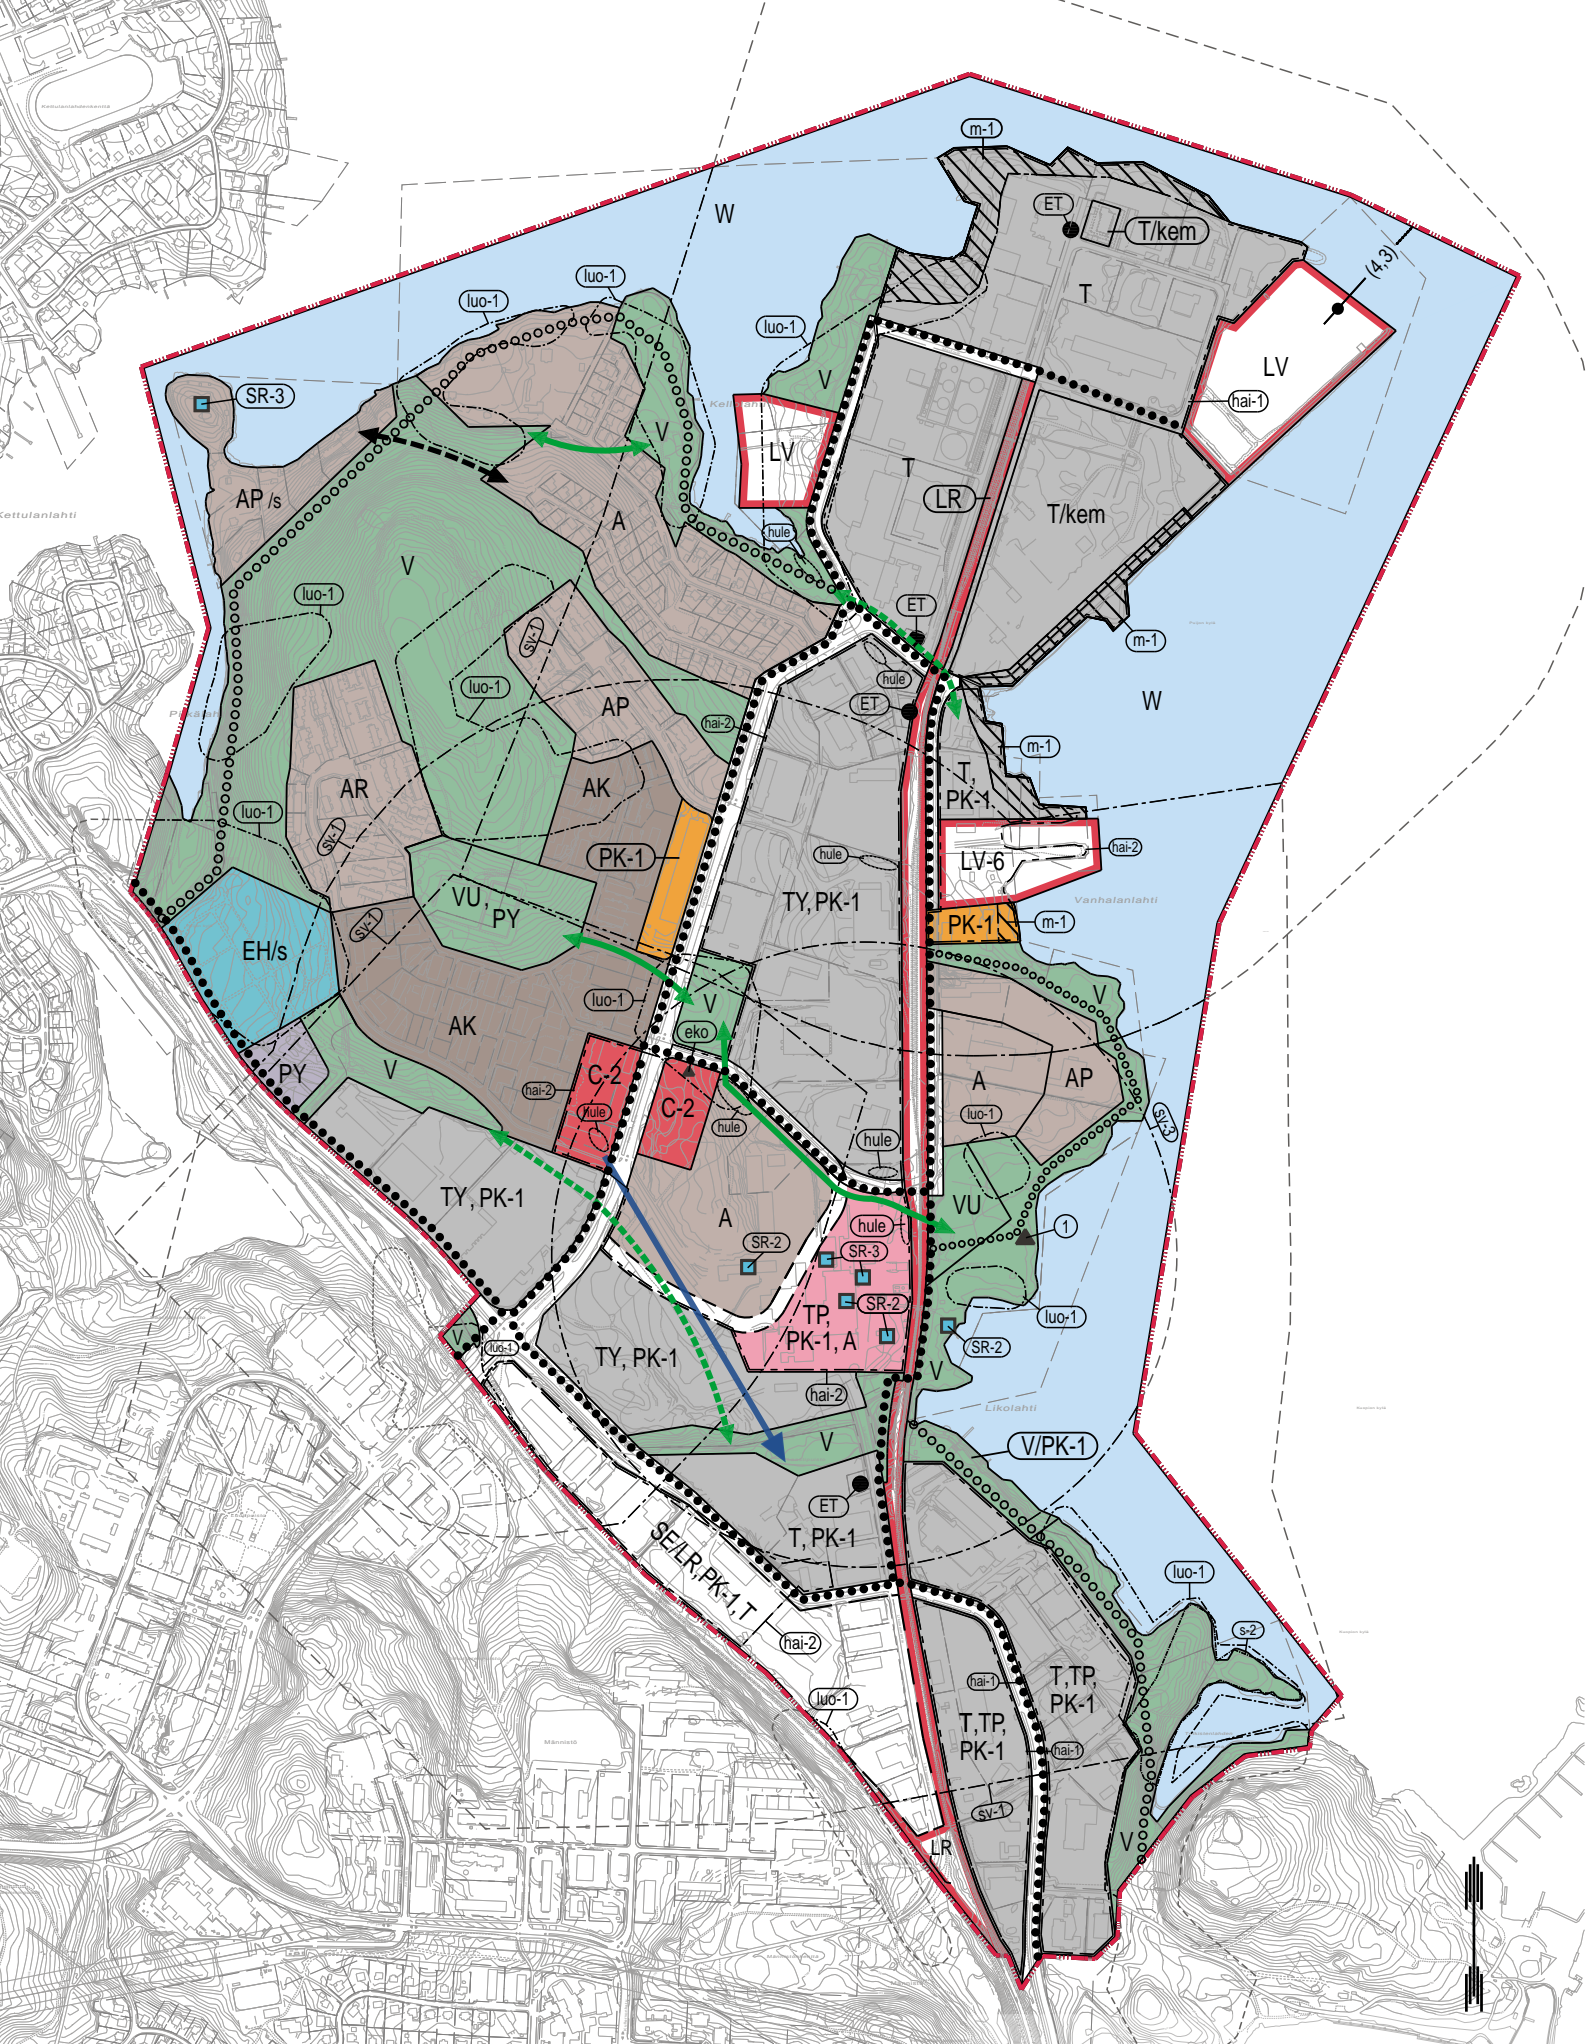 m-1
W
ET
T/kem
(4,3)
luo-1
luo-1
T
luo-1
LV
V
SR-3
hai-1
V
LV
T
LR
AP /s
T/kem
A
Kettulanlahti
hule
V
luo-1
ET
m-1
sv-1
hule
luo-1
W
AP
ET
hai-2
m-1
T,
PK-1
AR
AK
luo-1
sv-1
PK-1
hule
LV-6
hai-2
VU,
PY
TY, PK-1
Vanhalanlahti
sv-1
PK-1
m-1
EH/s
luo-1
V
V
AK
eko
PY
V
C-2
A
AP
hai-2
C-2
luo-1
hule
hule
sv-3
hule
TY, PK-1
VU
A
hule
1
SR-2
SR-3
SR-2
luo-1
TP,
PK-1, A
V
luo-1
SR-2
TY, PK-1
V
hai-2
Likolahti
V
V/PK-1
ET
SE/LR,PK-1,T
T, PK-1
luo-1
s-2
hai-2
hai-1
T,TP,
PK-1
luo-1
T,TP,
PK-1
Männistö
hai-1
sv-1
V
LR